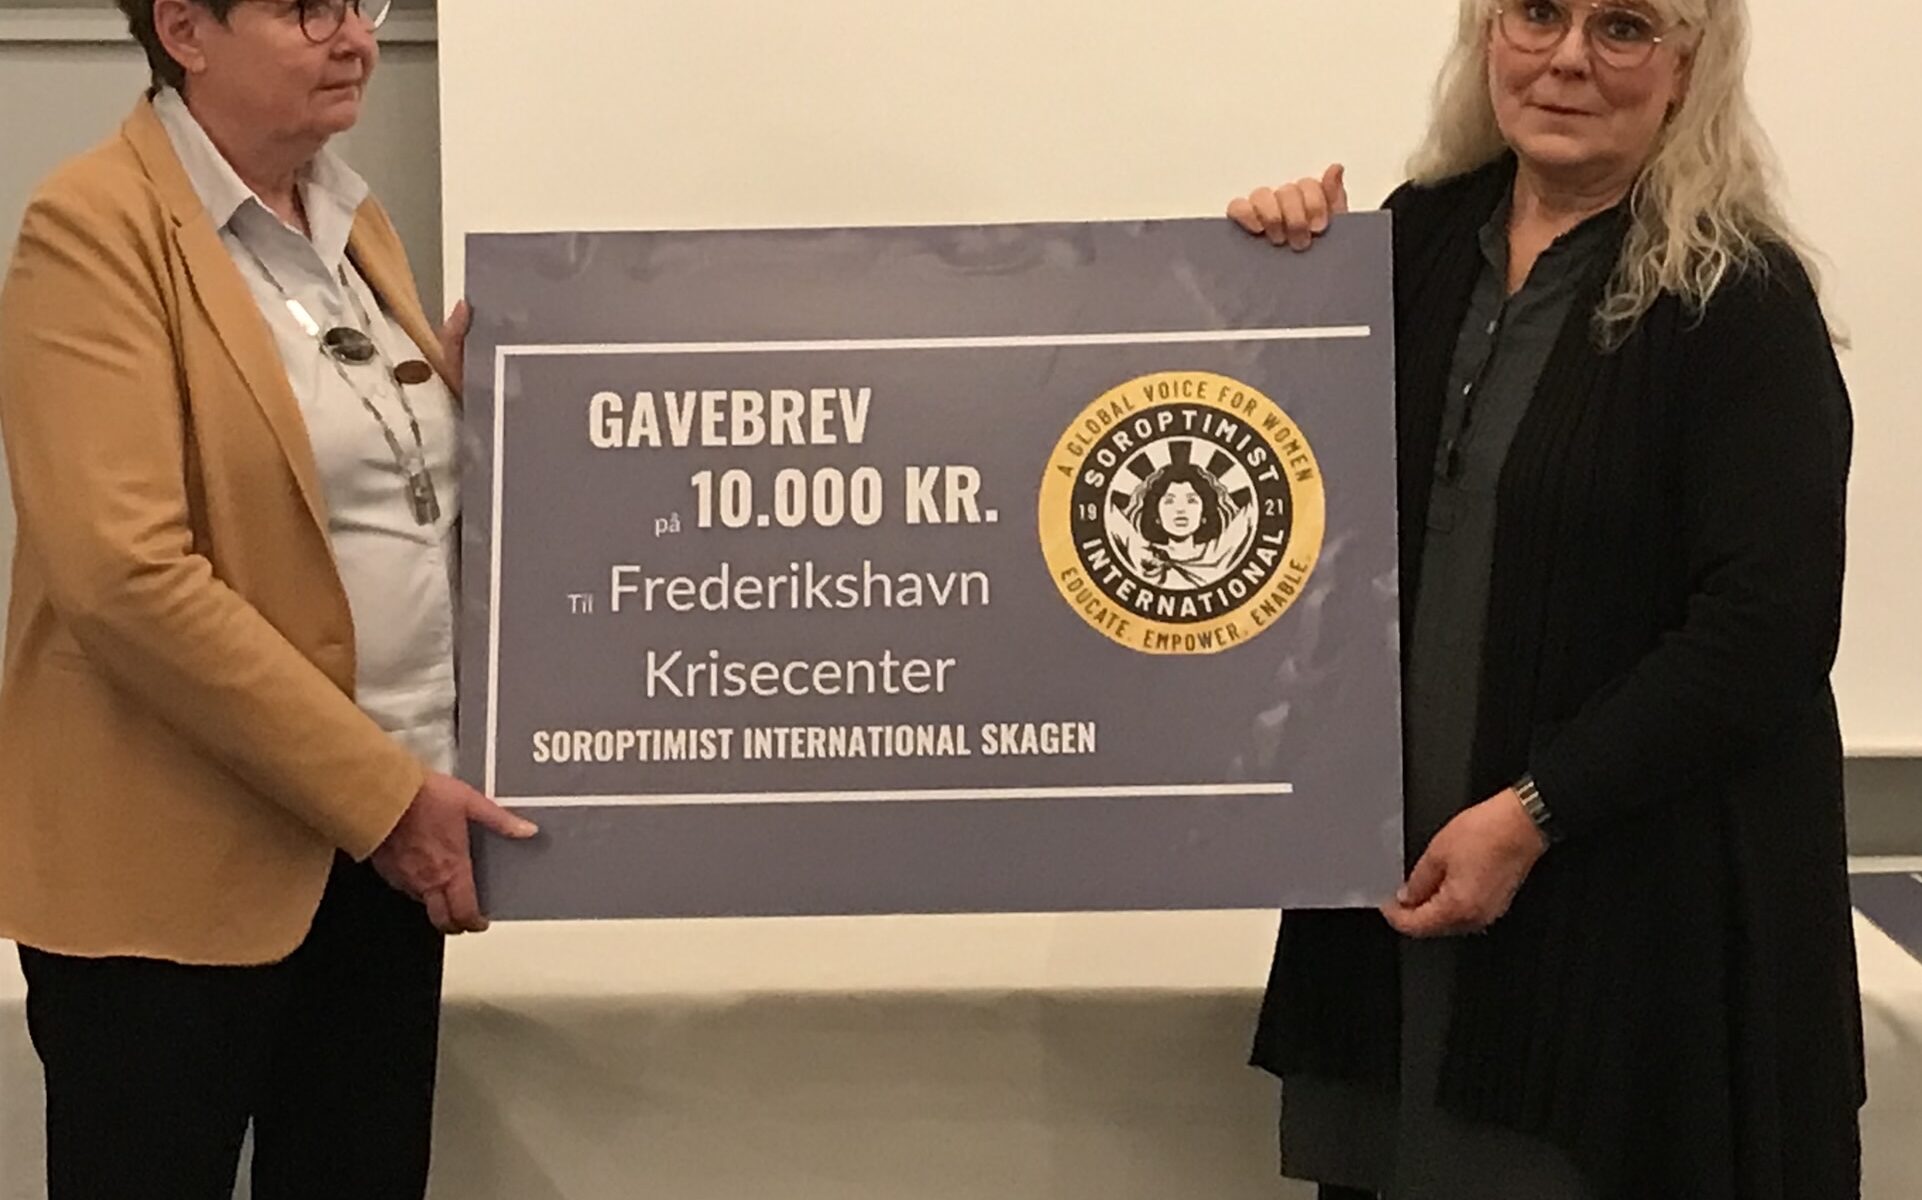 GAVEBREV
på 10.000 KR.
Til Frederikshavn
Krisecenter
SOROPTIMIST INTERNATIONAL SKAGEN
A GLOBAL VOICE FOR WOMEN
SOROPTIMIST
19 21
INTERNATIONAL
EDUCATE. EMPOWER. ENABLE.